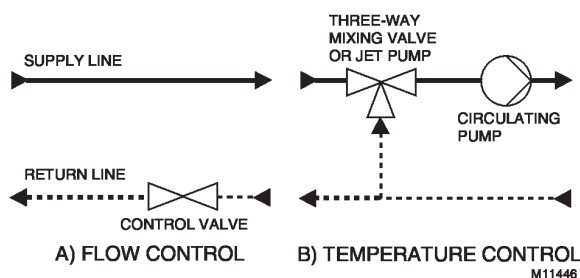 SUPPLY LINE
RETURN LINE
CONTROL VALVE
A) FLOW CONTROL
THREE-WAY
MIXING VALVE
OR JET PUMP
CIRCULATING
PUMP
B) TEMPERATURE CONTROL
M11446